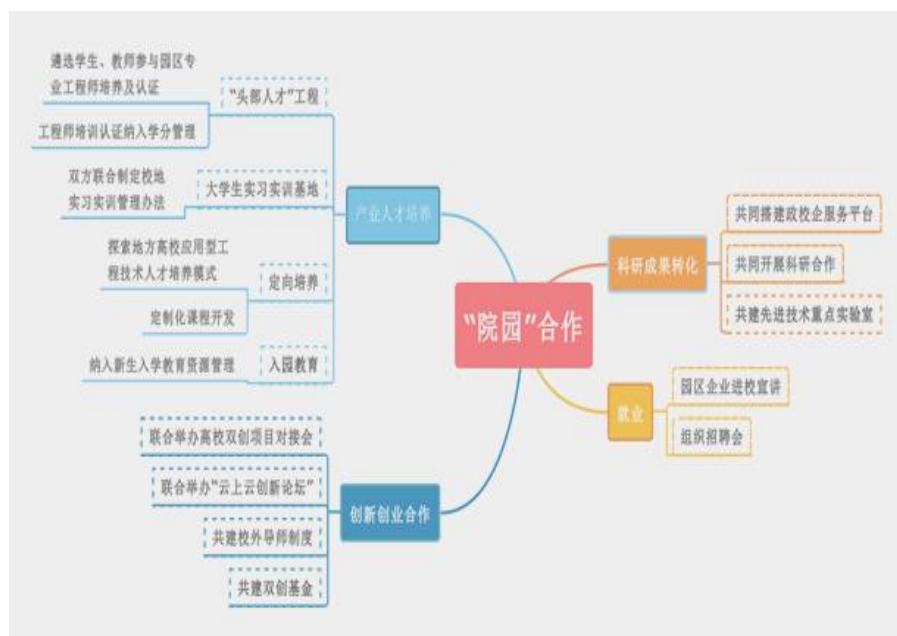 遴选学生、教师参与园区专
业工程师培养及认证
“头部人才”工程
工程师培训认证纳入学分管理
双方联合制定校地
实习实训管理办法
大学生实习实训基地
产业人才培养
探索地方高校应用型工
程技术人才培养模式
定向培养
定制化课程开发
纳入新生入学教育资源管理
入园教育
“院园”合作
科研成果转化
共同搭建政校企服务平台
共同开展科研合作
共建先进技术重点实验室
就业
园区企业进校宣讲
组织招聘会
联合举办高校双创项目对接会
联合举办“云上云创新论坛”
创新创业合作
共建校外导师制度
共建双创基金